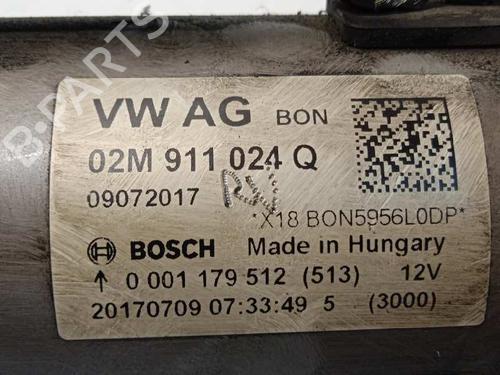 VW AG BON
02M 911 024 Q
09072017
*X18 BON5956L0DP*
BOSCH Made in Hungary
↑ 0 001 179 512 (513) 12V
20170709 07:33:49 5 (3000)
B-PARTS